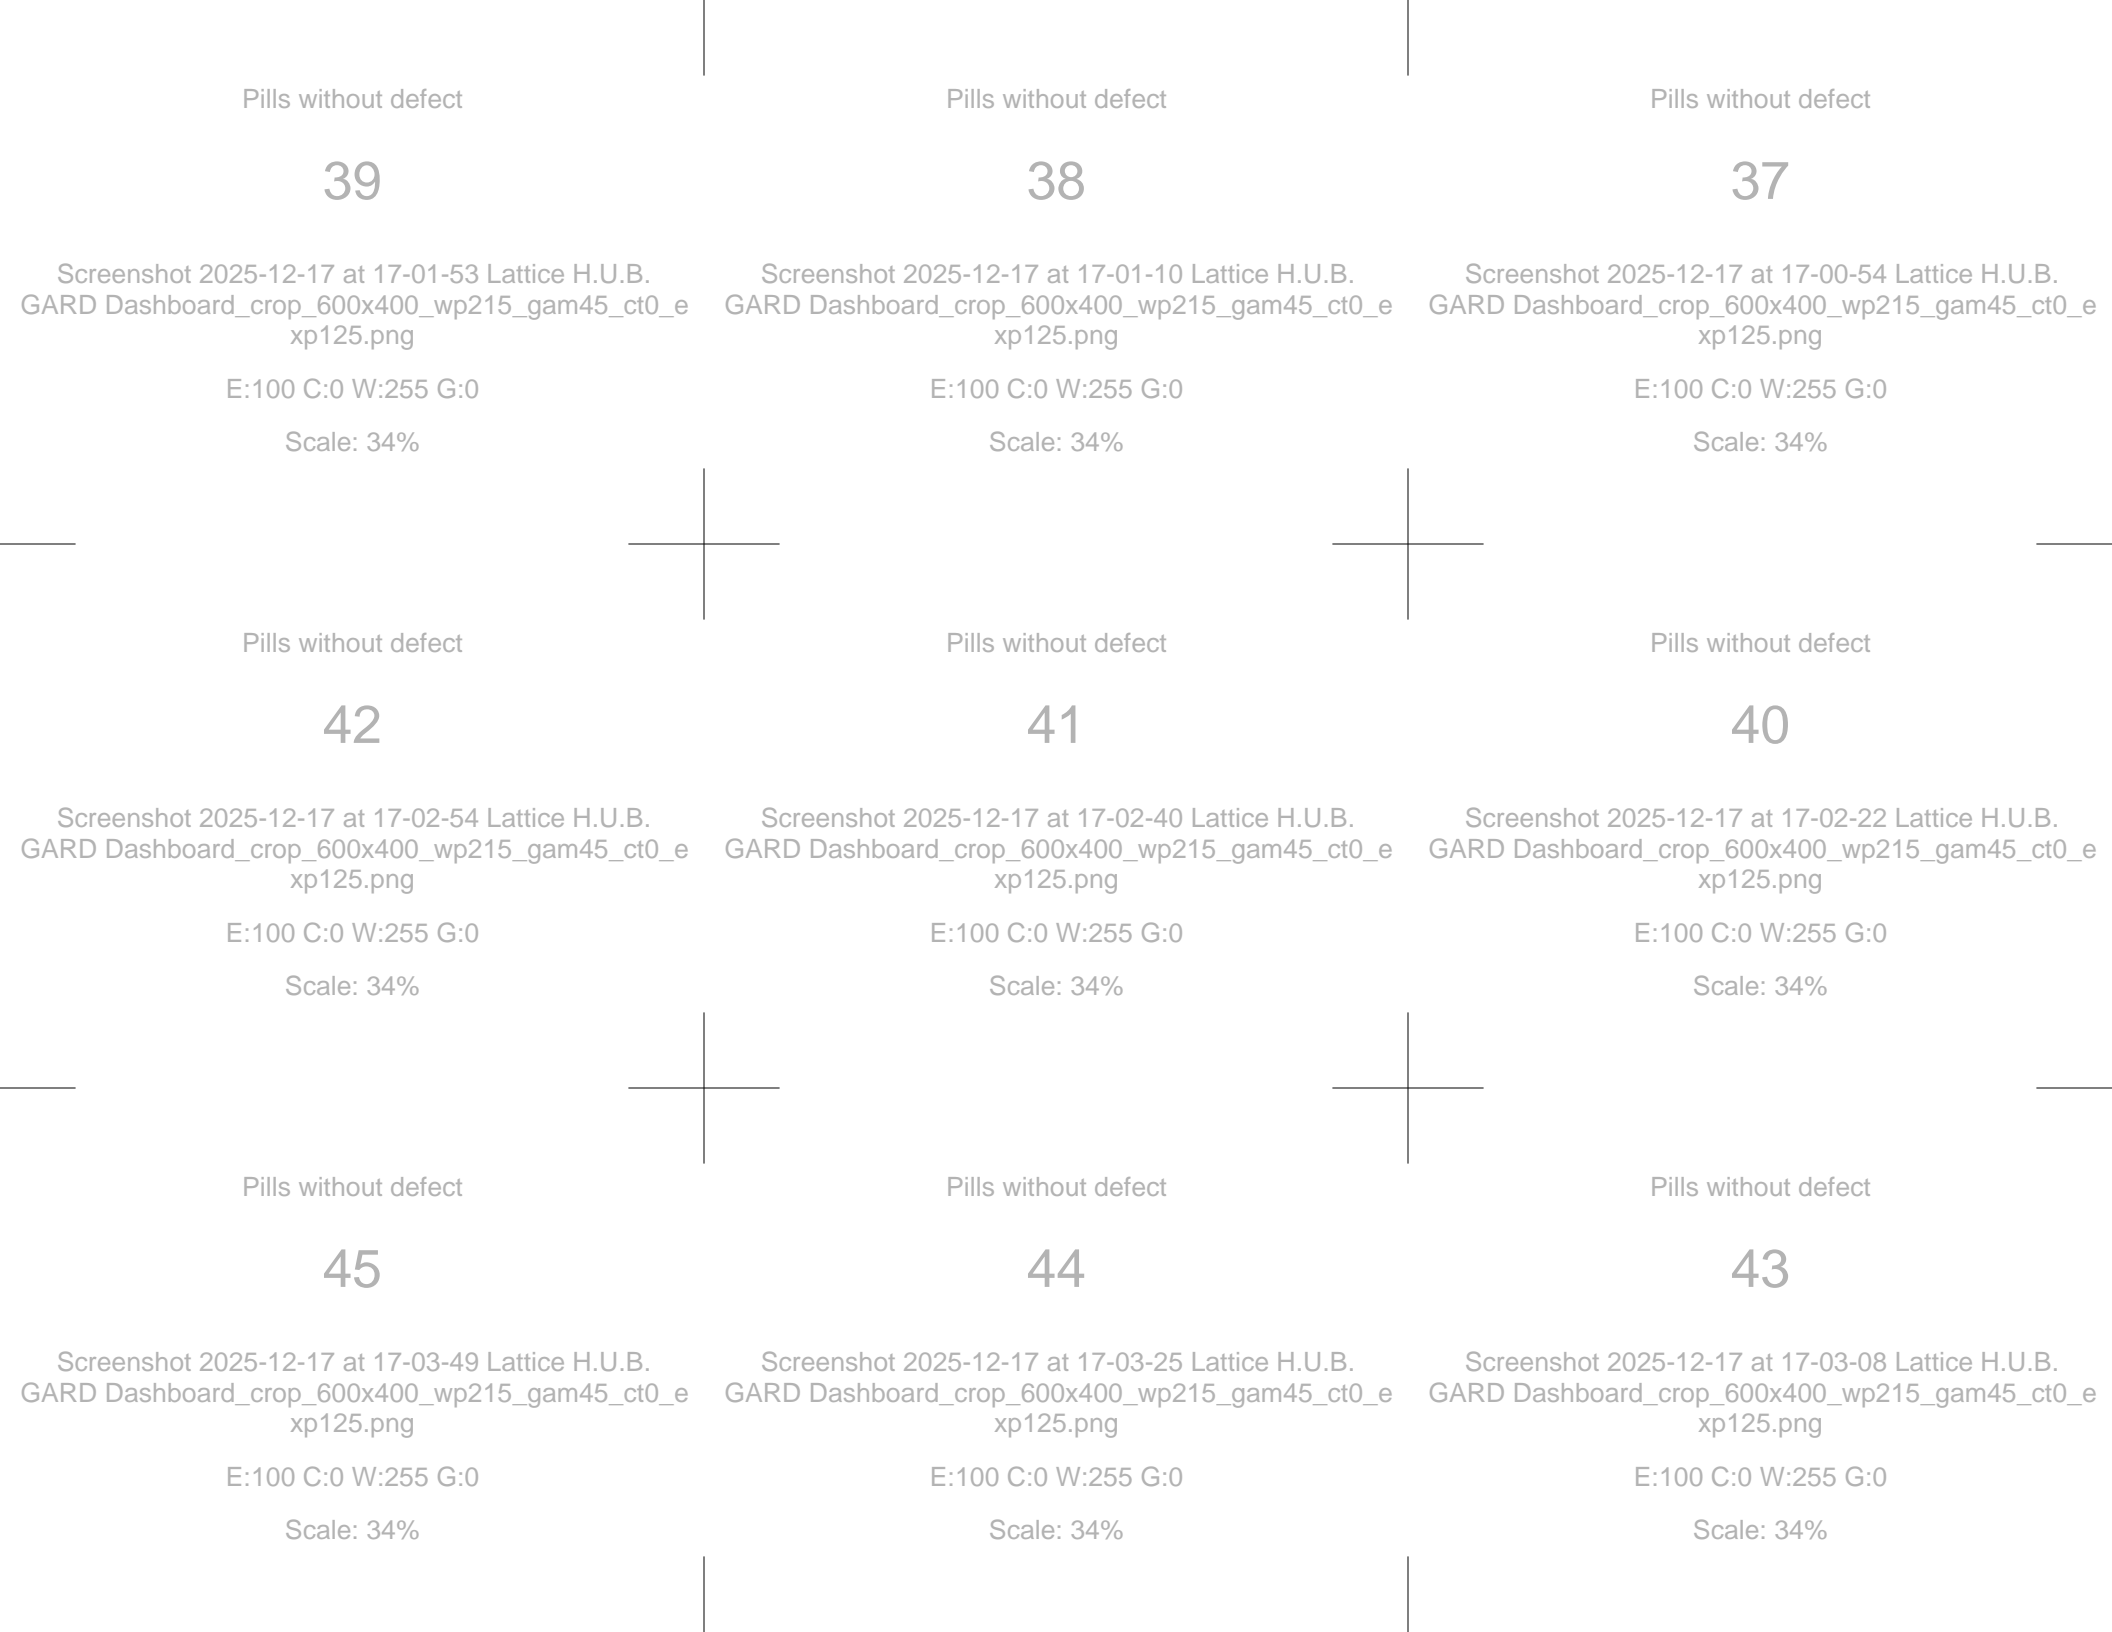 Pills without defect
39
Screenshot 2025-12-17 at 17-01-53 Lattice H.U.B.
GARD Dashboard_crop_600x400_wp215_gam45_ct0_e
xp125.png
E:100 C:0 W:255 G:0
Scale: 34%
Pills without defect
38
Screenshot 2025-12-17 at 17-01-10 Lattice H.U.B.
GARD Dashboard_crop_600x400_wp215_gam45_ct0_e
xp125.png
E:100 C:0 W:255 G:0
Scale: 34%
Pills without defect
37
Screenshot 2025-12-17 at 17-00-54 Lattice H.U.B.
GARD Dashboard_crop_600x400_wp215_gam45_ct0_e
xp125.png
E:100 C:0 W:255 G:0
Scale: 34%
Pills without defect
42
Screenshot 2025-12-17 at 17-02-54 Lattice H.U.B.
GARD Dashboard_crop_600x400_wp215_gam45_ct0_e
xp125.png
E:100 C:0 W:255 G:0
Scale: 34%
Pills without defect
41
Screenshot 2025-12-17 at 17-02-40 Lattice H.U.B.
GARD Dashboard_crop_600x400_wp215_gam45_ct0_e
xp125.png
E:100 C:0 W:255 G:0
Scale: 34%
Pills without defect
40
Screenshot 2025-12-17 at 17-02-22 Lattice H.U.B.
GARD Dashboard_crop_600x400_wp215_gam45_ct0_e
xp125.png
E:100 C:0 W:255 G:0
Scale: 34%
Pills without defect
45
Screenshot 2025-12-17 at 17-03-49 Lattice H.U.B.
GARD Dashboard_crop_600x400_wp215_gam45_ct0_e
xp125.png
E:100 C:0 W:255 G:0
Scale: 34%
Pills without defect
44
Screenshot 2025-12-17 at 17-03-25 Lattice H.U.B.
GARD Dashboard_crop_600x400_wp215_gam45_ct0_e
xp125.png
E:100 C:0 W:255 G:0
Scale: 34%
Pills without defect
43
Screenshot 2025-12-17 at 17-03-08 Lattice H.U.B.
GARD Dashboard_crop_600x400_wp215_gam45_ct0_e
xp125.png
E:100 C:0 W:255 G:0
Scale: 34%